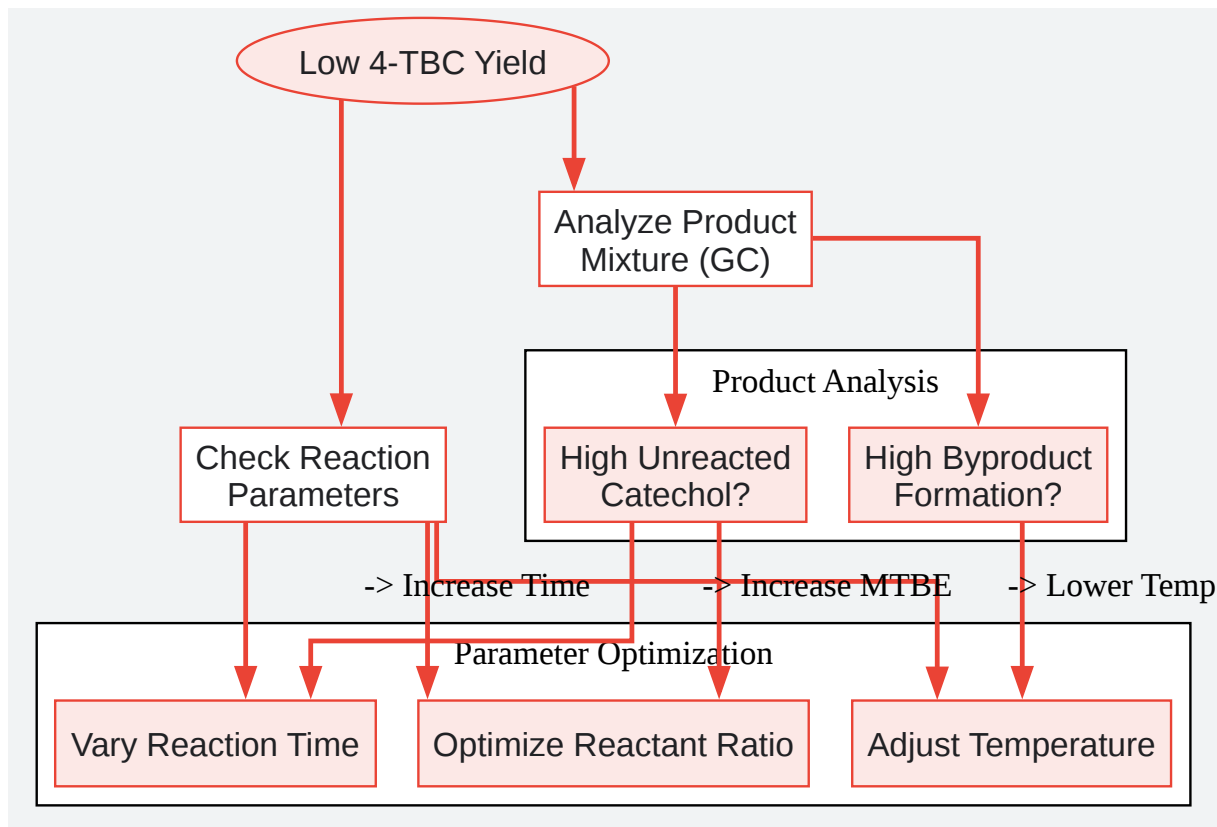 Low 4-TBC Yield
Analyze Product
Mixture (GC)
Product Analysis
Check Reaction
Parameters
High Unreacted
Catechol?
High Byproduct
Formation?
-> Increase Time
-> Increase MTBE
-> Lower Temp
Parameter Optimization
Vary Reaction Time
Optimize Reactant Ratio
Adjust Temperature